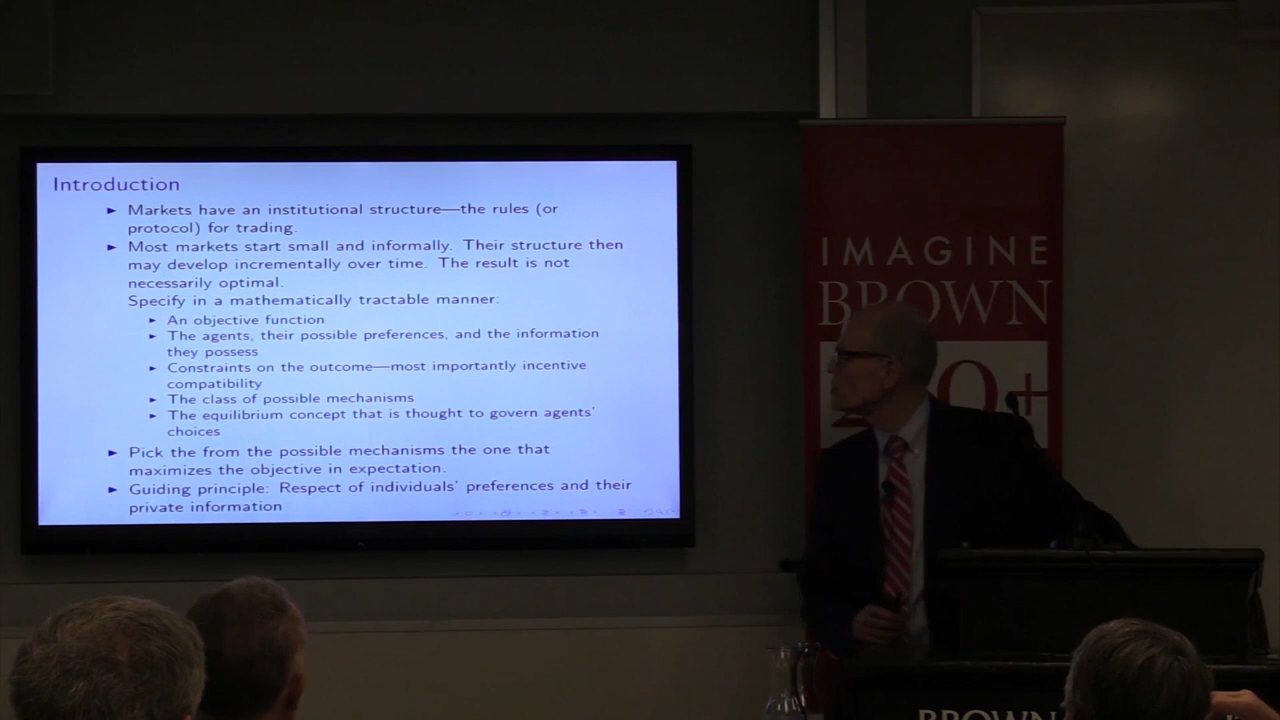 Introduction
► Markets have an institutional structure—the rules (or
protocol) for trading.
► Most markets start small and informally. Their structure then
may develop incrementally over time. The result is not
necessarily optimal.
Specify in a mathematically tractable manner:
► An objective function
► The agents, their possible preferences, and the information
they possess
► Constraints on the outcome—most importantly incentive
compatibility
► The class of possible mechanisms
► The equilibrium concept that is thought to govern agents'
choices
► Pick the from the possible mechanisms the one that
maximizes the objective in expectation.
► Guiding principle: Respect of individuals' preferences and their
private information
IMAGINE
BROWN
BROWN